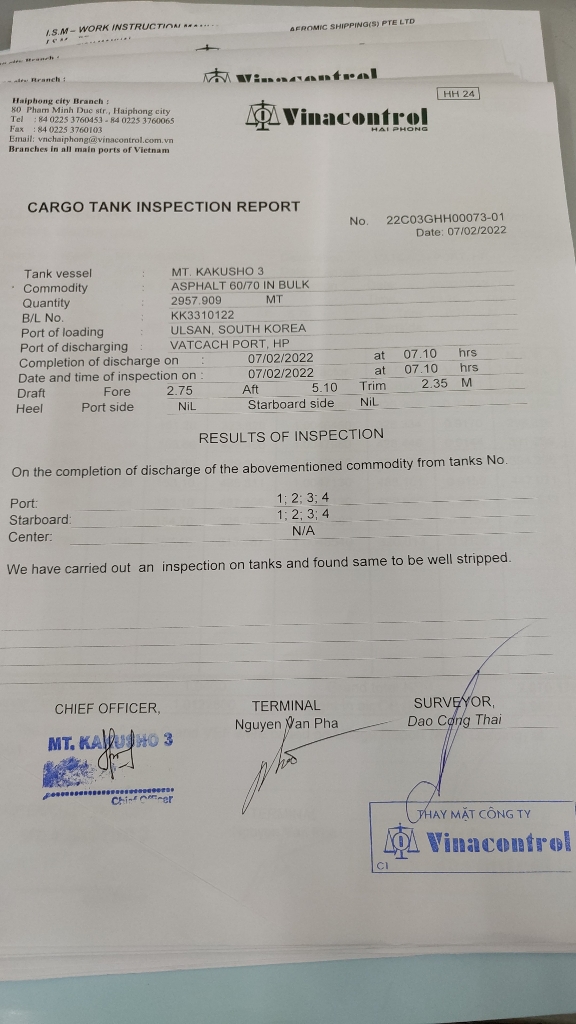 I.S.M – WORK INSTRUCTION
AFROMIC SHIPPING(S) PTE LTD
Branch :
Branch :
Vinacontrol
HH 24
Haiphong city Branch :
80 Pham Minh Duc str., Haiphong city
Tel : 84 0225 3760453 - 84 0225 3760065
Fax : 84 0225 3760103
Email: vnchaiphong@vinacontrol.com.vn
Branches in all main ports of Vietnam
Vinacontrol
HAI PHONG
CARGO TANK INSPECTION REPORT
No. 22C03GHH00073-01
Date: 07/02/2022
Tank vessel : MT. KAKUSHO 3
Commodity : ASPHALT 60/70 IN BULK
Quantity : 2957.909 MT
B/L No. : KK3310122
Port of loading : ULSAN, SOUTH KOREA
Port of discharging : VATCACH PORT, HP
Completion of discharge on : 07/02/2022 at 07.10 hrs
Date and time of inspection on : 07/02/2022 at 07.10 hrs
Draft Fore 2.75 Aft 5.10 Trim 2.35 M
Heel Port side NiL Starboard side NiL
RESULTS OF INSPECTION
On the completion of discharge of the abovementioned commodity from tanks No.
Port: 1; 2; 3; 4
Starboard: 1; 2; 3; 4
Center: N/A
We have carried out an inspection on tanks and found same to be well stripped.
CHIEF OFFICER, TERMINAL SURVEYOR,
Nguyen Van Pha Dao Cong Thai
MT. KAKUSHO 3
Chief Officer
THAY MẶT CÔNG TY
Vinacontrol
CI